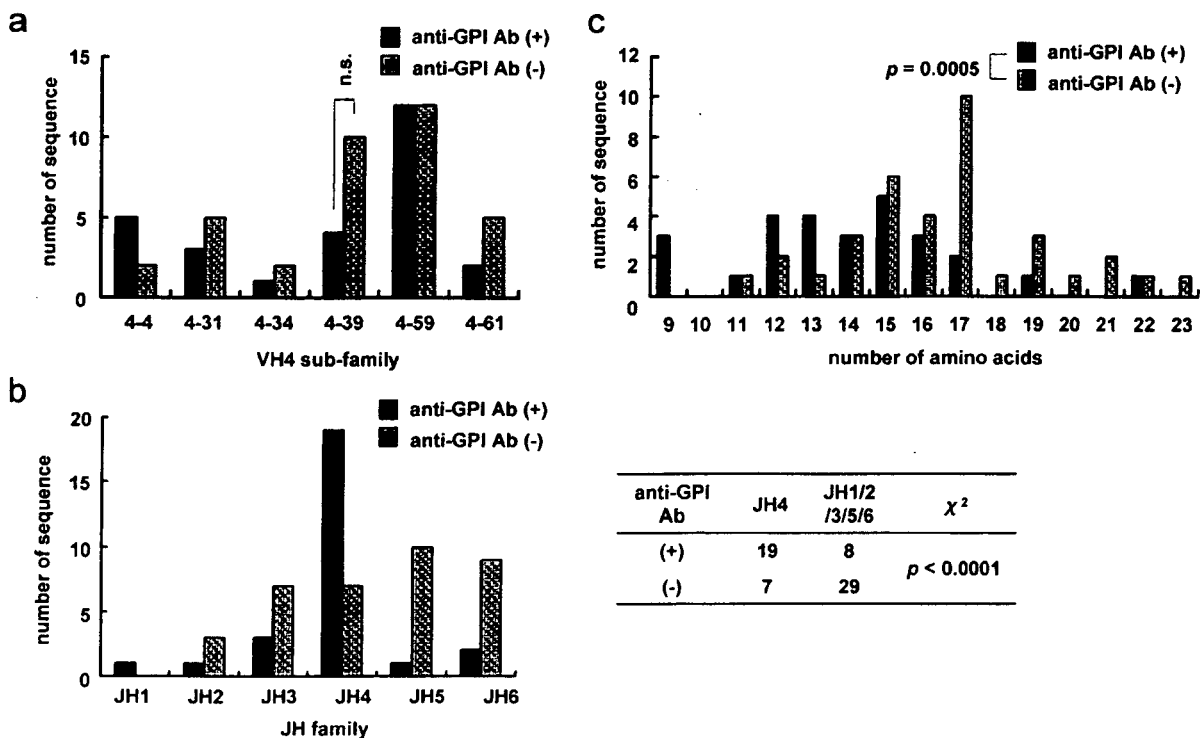 a
anti-GPI Ab (+)
anti-GPI Ab (-)
n.s.
15
10
5
0
number of sequence
4-4 4-31 4-34 4-39 4-59 4-61
VH4 sub-family
b
anti-GPI Ab (+)
anti-GPI Ab (-)
20
15
10
5
0
number of sequence
JH1 JH2 JH3 JH4 JH5 JH6
JH family
c
anti-GPI Ab (+)
anti-GPI Ab (-)
p = 0.0005
12
10
8
6
4
2
0
number of sequence
9 10 11 12 13 14 15 16 17 18 19 20 21 22 23
number of amino acids
anti-GPI Ab JH4 JH1/2 /3/5/6 χ²
(+) 19 8
p < 0.0001
(-) 7 29